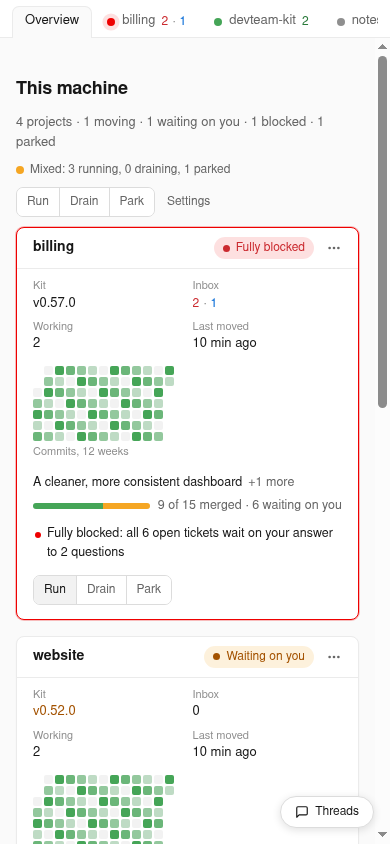 Overview billing 2 · 1 devteam-kit 2 notes
This machine
4 projects · 1 moving · 1 waiting on you · 1 blocked · 1
parked
Mixed: 3 running, 0 draining, 1 parked
Run Drain Park Settings
billing Fully blocked ...
Kit Inbox
v0.57.0 2 · 1
Working Last moved
2 10 min ago
Commits, 12 weeks
A cleaner, more consistent dashboard +1 more
9 of 15 merged · 6 waiting on you
Fully blocked: all 6 open tickets wait on your answer
to 2 questions
Run Drain Park
website Waiting on you ...
Kit Inbox
v0.52.0 0
Working Last moved
2 10 min ago
Threads